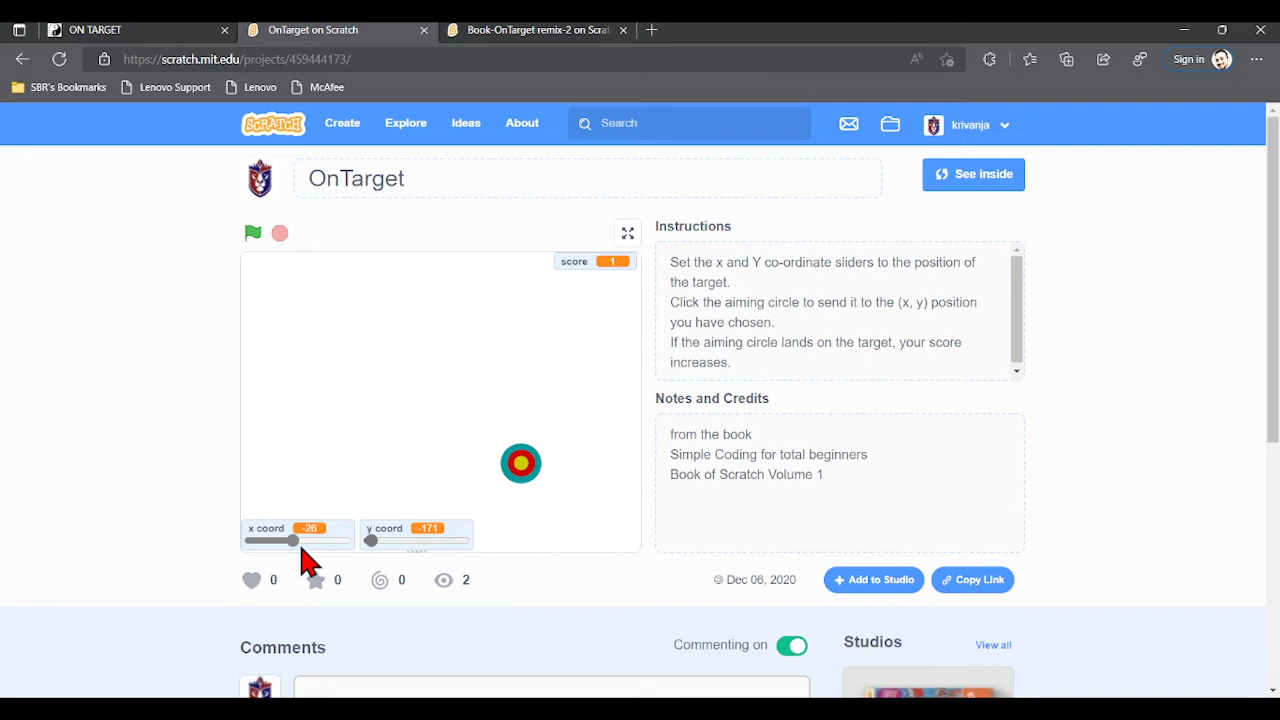 ON TARGET
OnTarget on Scratch
Book-OnTarget remix-2 on Scrat
https://scratch.mit.edu/projects/459444173/
Sign in
SBR's Bookmarks
Lenovo Support
Lenovo
McAfee
SCRATCH
Create
Explore
Ideas
About
Search
krivanja
OnTarget
See inside
score 1
x coord -26
y coord -171
Instructions
Set the x and Y co-ordinate sliders to the position of
the target.
Click the aiming circle to send it to the (x, y) position
you have chosen.
If the aiming circle lands on the target, your score
increases.
Notes and Credits
from the book
Simple Coding for total beginners
Book of Scratch Volume 1
0
0
0
2
© Dec 06, 2020
Add to Studio
Copy Link
Comments
Commenting on
Studios
View all